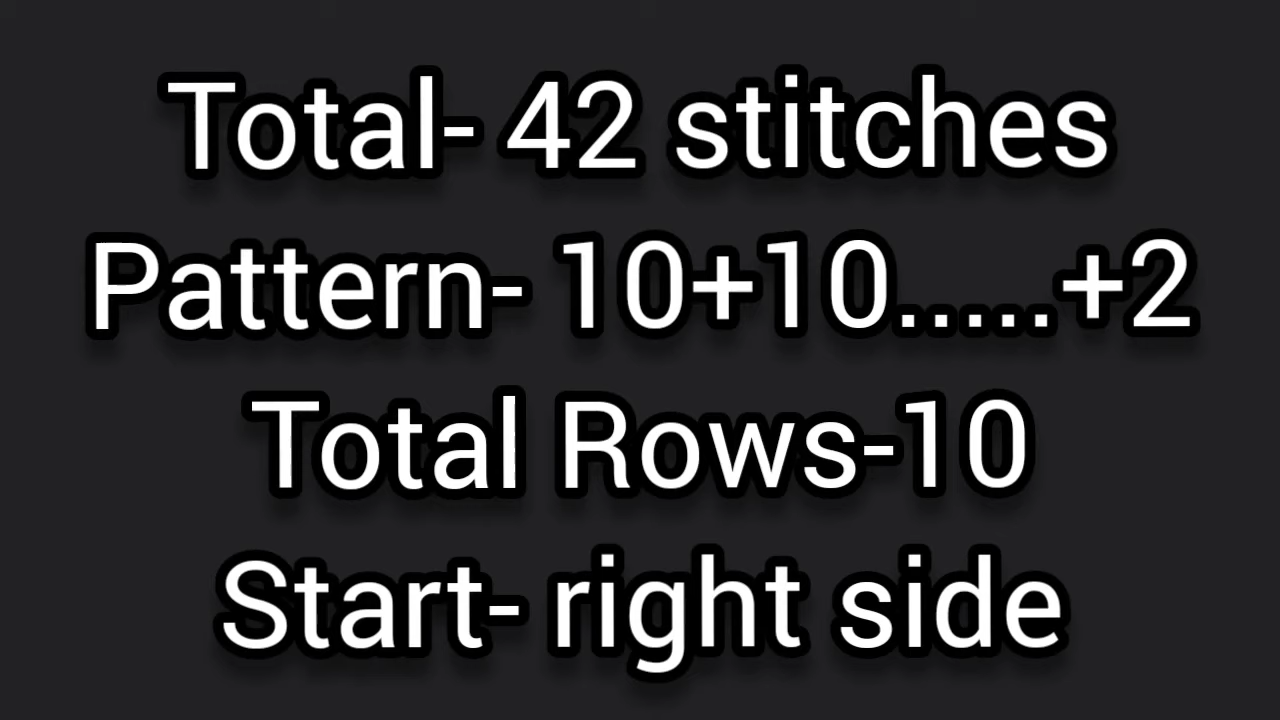 Total- 42 stitches
Pattern- 10+10.....+2
Total Rows-10
Start- right side